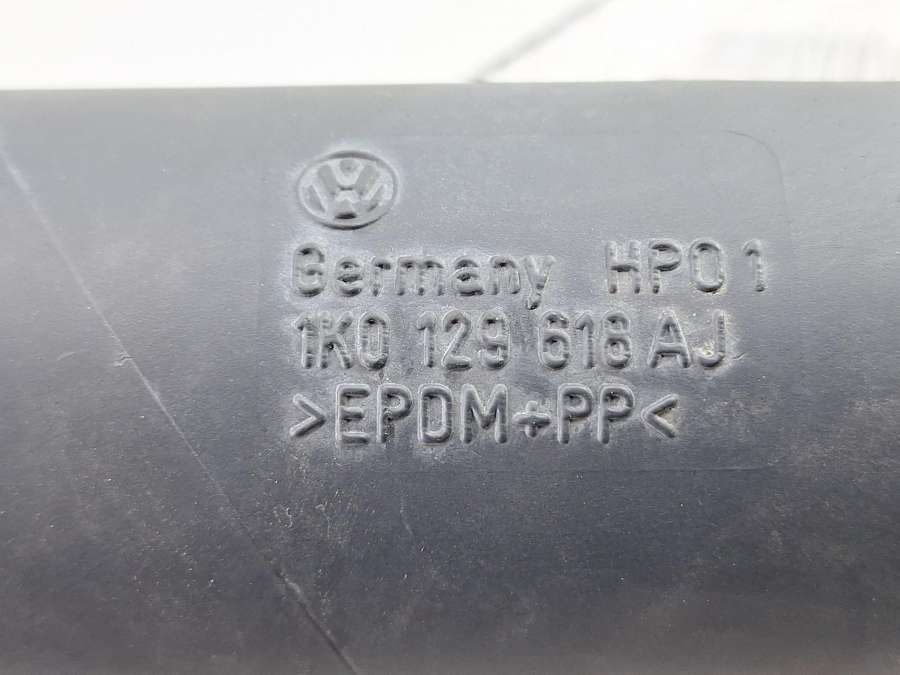 Germany HP01
1K0 129 618 AJ
>EPDM+PP<